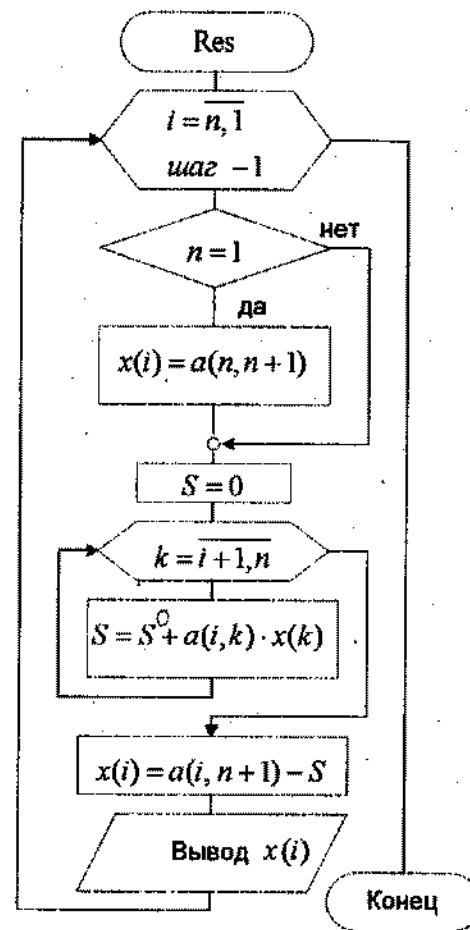 Res
i = n, 1
шаг −1
n = 1
нет
да
x(i) = a(n, n + 1)
S = 0
k = i + 1, n
S = S + a(i, k) · x(k)
x(i) = a(i, n + 1) − S
Вывод x(i)
Конец